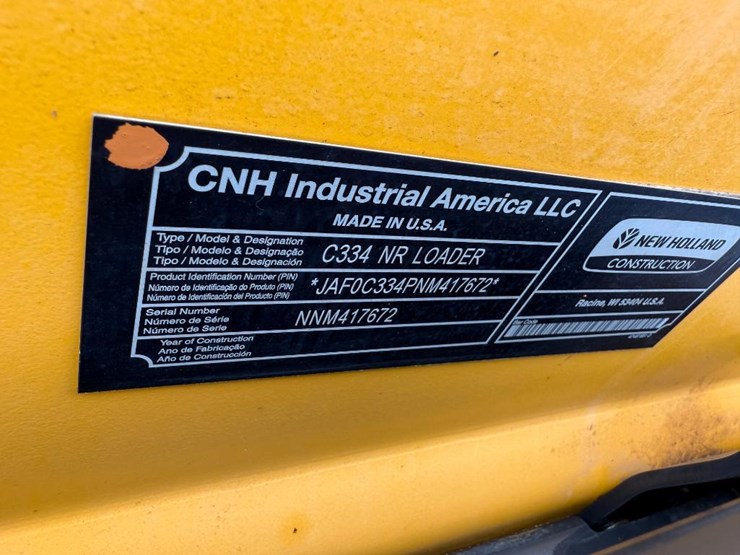 CNH Industrial America LLC
MADE IN U.S.A.
Type / Model & Designation
Tipo / Modelo & Designação
Tipo / Modelo & Designación
C334 NR LOADER
Product Identification Number (PIN)
Número de Identificação do Produto (PIN)
Número de Identificación del Producto (PIN)
*JAF0C334PNM417672*
Serial Number
Número de Série
Número de Serie
NNM417672
Year of Construction
Ano de Fabricação
Año de Construcción
NEW HOLLAND
CONSTRUCTION
Racine, WI 53404 U.S.A.
Bar Code